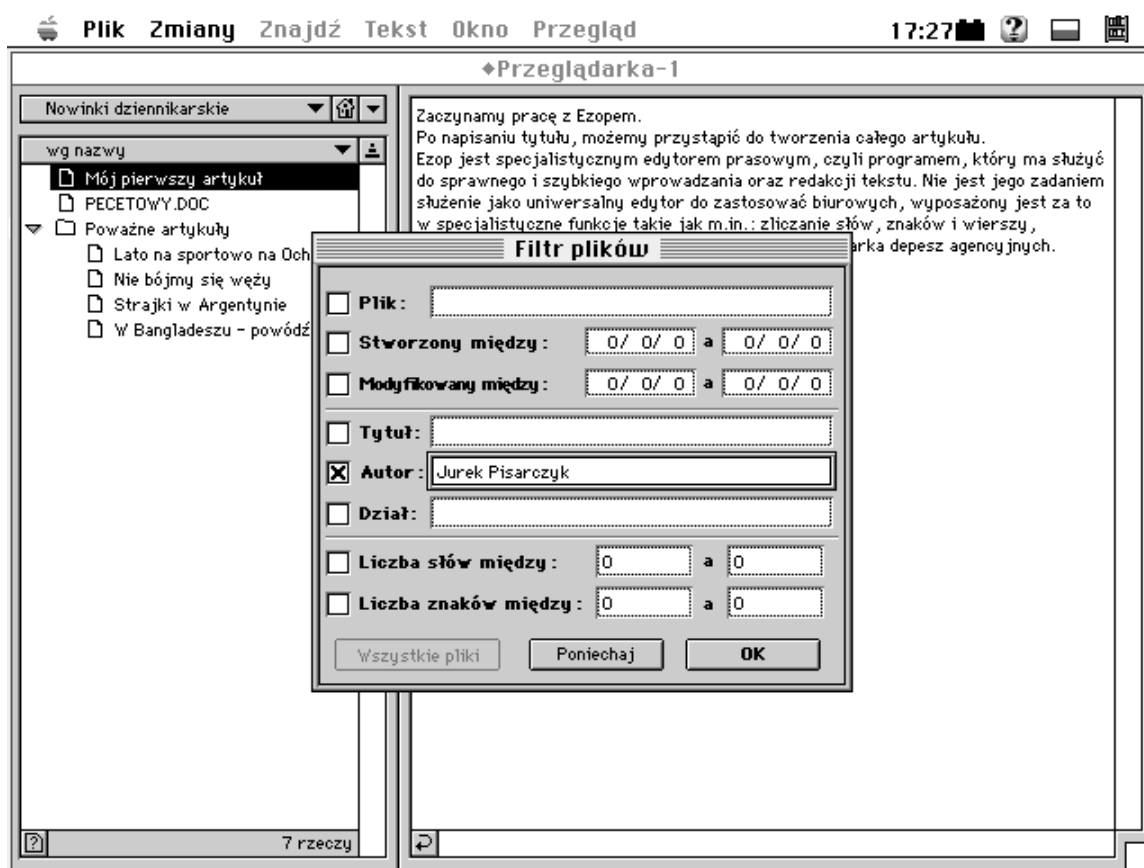 Plik Zmiany Znajdź Tekst Okno Przegląd 17:27
◆Przeglądarka-1
Nowinki dziennikarskie
wg nazwy
Mój pierwszy artykuł
PECETOWY.DOC
Poważne artykuły
Lato na sportowo na Och
Nie bójmy się węży
Strajki w Argentynie
W Bangladeszu - powódź
7 rzeczy
Zaczynamy pracę z Ezopem.
Po napisaniu tytułu, możemy przystąpić do tworzenia całego artykułu.
Ezop jest specjalistycznym edytorem prasowym, czyli programem, który ma służyć
do sprawnego i szybkiego wprowadzania oraz redakcji tekstu. Nie jest jego zadaniem
służenie jako uniwersalny edytor do zastosować biurowych, wyposażony jest za to
w specjalistyczne funkcje takie jak m.in.: zliczanie słów, znaków i wierszy,
arka depesz agencyjnych.
Filtr plików
Plik:
Stworzony między: 0/ 0/ 0 a 0/ 0/ 0
Modyfikowany między: 0/ 0/ 0 a 0/ 0/ 0
Tytuł:
Autor: Jurek Pisarczyk
Dział:
Liczba słów między: 0 a 0
Liczba znaków między: 0 a 0
Wszystkie pliki Poniechaj OK